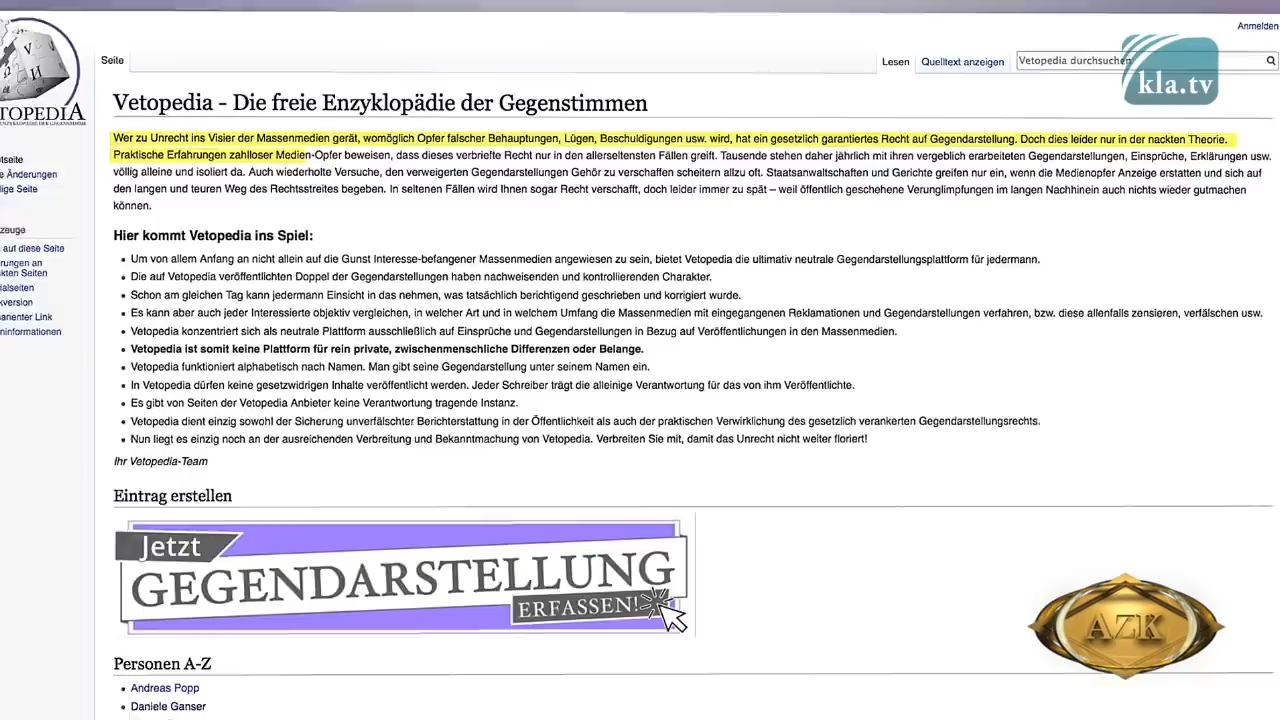 Anmelden
Seite
Lesen
Quelltext anzeigen
Vetopedia durchsuchen
kla.tv
TOPEDIA
Vetopedia - Die freie Enzyklopädie der Gegenstimmen
Wer zu Unrecht ins Visier der Massenmedien gerät, womöglich Opfer falscher Behauptungen, Lügen, Beschuldigungen usw. wird, hat ein gesetzlich garantiertes Recht auf Gegendarstellung. Doch dies leider nur in der nackten Theorie.
Praktische Erfahrungen zahlloser Medien-Opfer beweisen, dass dieses verbriefte Recht nur in den allerseltensten Fällen greift. Tausende stehen daher jährlich mit ihren vergeblich erarbeiteten Gegendarstellungen, Einsprüche, Erklärungen usw.
völlig alleine und isoliert da. Auch wiederholte Versuche, den verweigerten Gegendarstellungen Gehör zu verschaffen scheitern allzu oft. Staatsanwaltschaften und Gerichte greifen nur ein, wenn die Medienopfer Anzeige erstatten und sich auf
den langen und teuren Weg des Rechtsstreites begeben. In seltenen Fällen wird Ihnen sogar Recht verschafft, doch leider immer zu spät – weil öffentlich geschehene Verunglimpfungen im langen Nachhinein auch nichts wieder gutmachen
können.
tseite
e Änderungen
lige Seite
zeuge
auf diese Seite
rungen an
kten Seiten
ialseiten
kversion
anenter Link
ninformationen
Hier kommt Vetopedia ins Spiel:
Um von allem Anfang an nicht allein auf die Gunst Interesse-befangener Massenmedien angewiesen zu sein, bietet Vetopedia die ultimativ neutrale Gegendarstellungsplattform für jedermann.
Die auf Vetopedia veröffentlichten Doppel der Gegendarstellungen haben nachweisenden und kontrollierenden Charakter.
Schon am gleichen Tag kann jedermann Einsicht in das nehmen, was tatsächlich berichtigend geschrieben und korrigiert wurde.
Es kann aber auch jeder Interessierte objektiv vergleichen, in welcher Art und in welchem Umfang die Massenmedien mit eingegangenen Reklamationen und Gegendarstellungen verfahren, bzw. diese allenfalls zensieren, verfälschen usw.
Vetopedia konzentriert sich als neutrale Plattform ausschließlich auf Einsprüche und Gegendarstellungen in Bezug auf Veröffentlichungen in den Massenmedien.
Vetopedia ist somit keine Plattform für rein private, zwischenmenschliche Differenzen oder Belange.
Vetopedia funktioniert alphabetisch nach Namen. Man gibt seine Gegendarstellung unter seinem Namen ein.
In Vetopedia dürfen keine gesetzwidrigen Inhalte veröffentlicht werden. Jeder Schreiber trägt die alleinige Verantwortung für das von ihm Veröffentlichte.
Es gibt von Seiten der Vetopedia Anbieter keine Verantwortung tragende Instanz.
Vetopedia dient einzig sowohl der Sicherung unverfälschter Berichterstattung in der Öffentlichkeit als auch der praktischen Verwirklichung des gesetzlich verankerten Gegendarstellungsrechts.
Nun liegt es einzig noch an der ausreichenden Verbreitung und Bekanntmachung von Vetopedia. Verbreiten Sie mit, damit das Unrecht nicht weiter floriert!
Ihr Vetopedia-Team
Eintrag erstellen
Jetzt
GEGENDARSTELLUNG
ERFASSEN!
AZK
Personen A-Z
Andreas Popp
Daniele Ganser